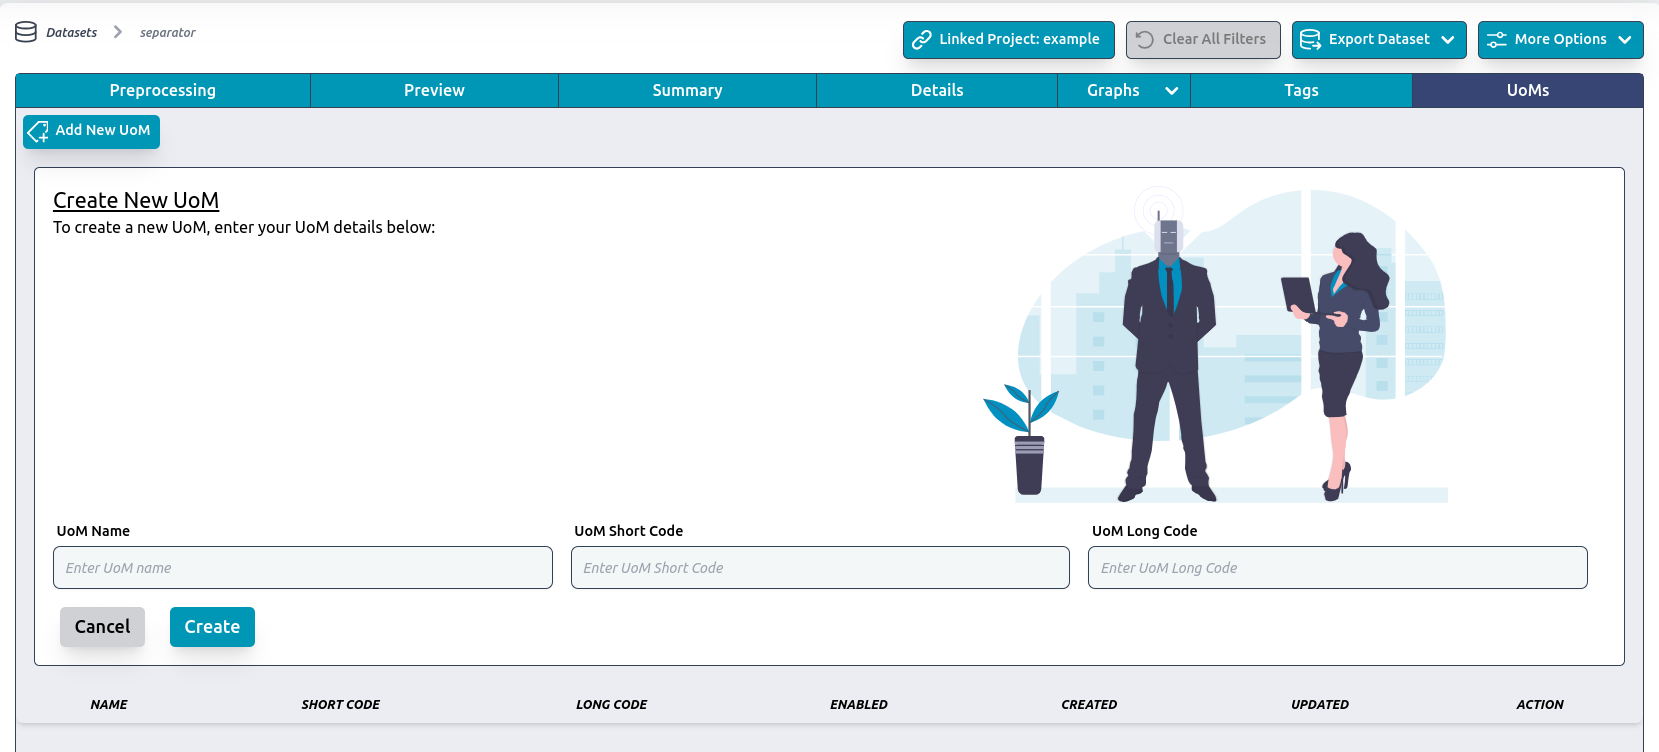 Datasets separator
Linked Project: example Clear All Filters Export Dataset More Options
Preprocessing Preview Summary Details Graphs Tags UoMs
Add New UoM
Create New UoM
To create a new UoM, enter your UoM details below:
UoM Name UoM Short Code UoM Long Code
Enter UoM name Enter UoM Short Code Enter UoM Long Code
Cancel Create
NAME SHORT CODE LONG CODE ENABLED CREATED UPDATED ACTION